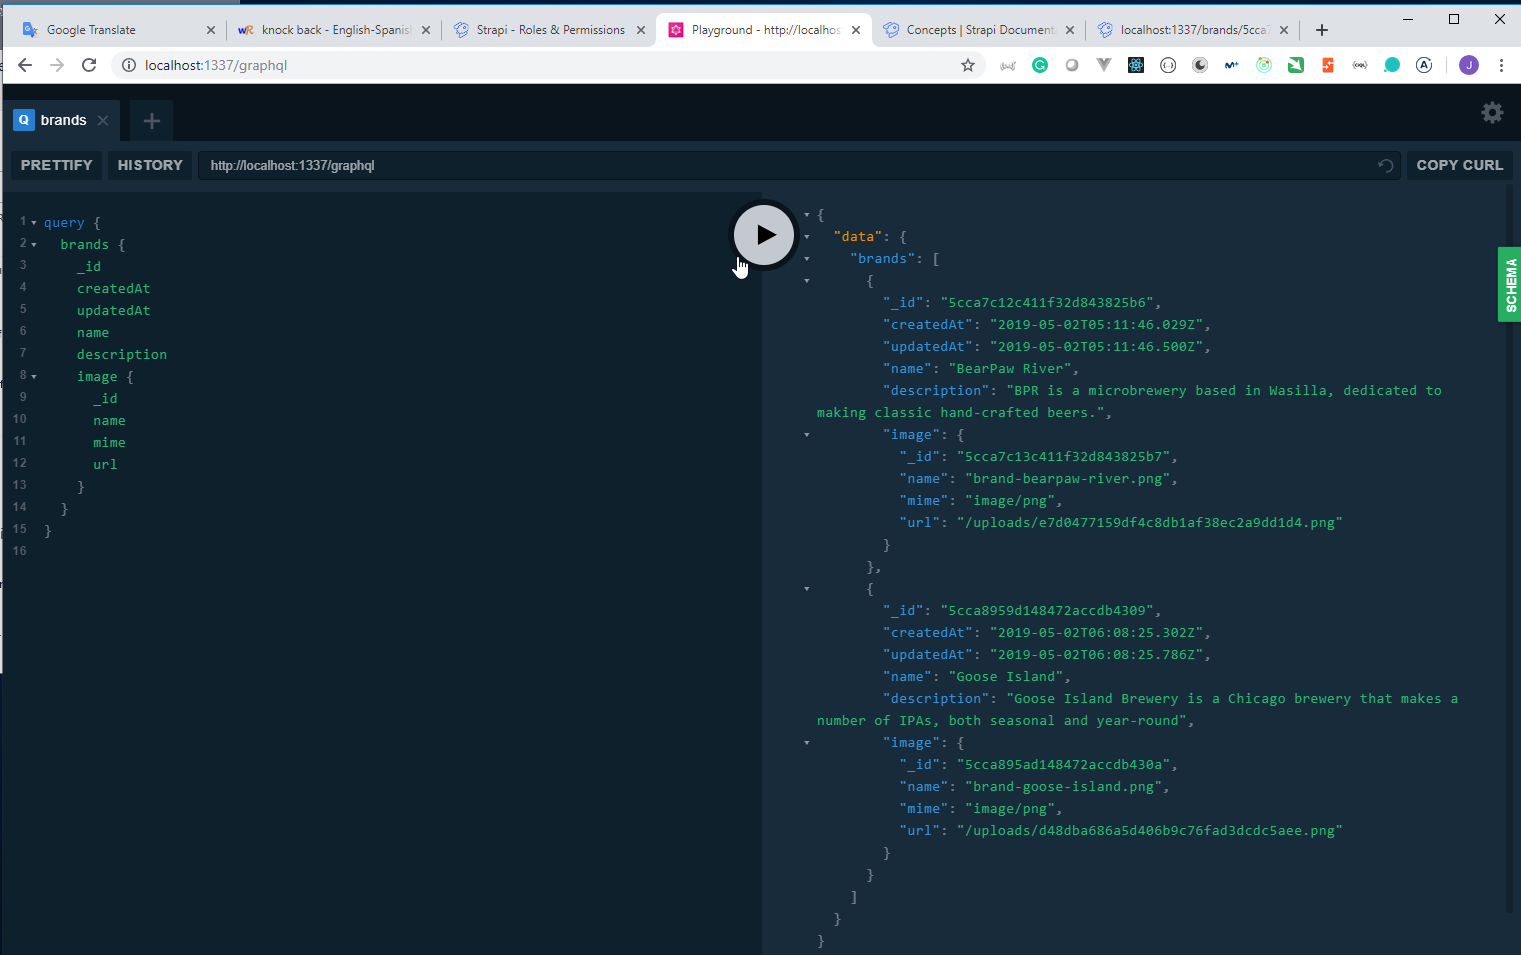 Google Translate
knock back - English-Spanis
Strapi - Roles & Permissions
Playground - http://localhos
Concepts | Strapi Document
localhost:1337/brands/5cca7
localhost:1337/graphql
J
Q brands
PRETTIFY
HISTORY
http://localhost:1337/graphql
COPY CURL
1 query {
2 brands {
3 _id
4 createdAt
5 updatedAt
6 name
7 description
8 image {
9 _id
10 name
11 mime
12 url
13 }
14 }
15 }
16
{
"data": {
"brands": [
{
"_id": "5cca7c12c411f32d843825b6",
"createdAt": "2019-05-02T05:11:46.029Z",
"updatedAt": "2019-05-02T05:11:46.500Z",
"name": "BearPaw River",
"description": "BPR is a microbrewery based in Wasilla, dedicated to
making classic hand-crafted beers.",
"image": {
"_id": "5cca7c13c411f32d843825b7",
"name": "brand-bearpaw-river.png",
"mime": "image/png",
"url": "/uploads/e7d0477159df4c8db1af38ec2a9dd1d4.png"
}
},
{
"_id": "5cca8959d148472accdb4309",
"createdAt": "2019-05-02T06:08:25.302Z",
"updatedAt": "2019-05-02T06:08:25.786Z",
"name": "Goose Island",
"description": "Goose Island Brewery is a Chicago brewery that makes a
number of IPAs, both seasonal and year-round",
"image": {
"_id": "5cca895ad148472accdb430a",
"name": "brand-goose-island.png",
"mime": "image/png",
"url": "/uploads/d48dba686a5d406b9c76fad3dcdc5aee.png"
}
}
]
}
}
SCHEMA